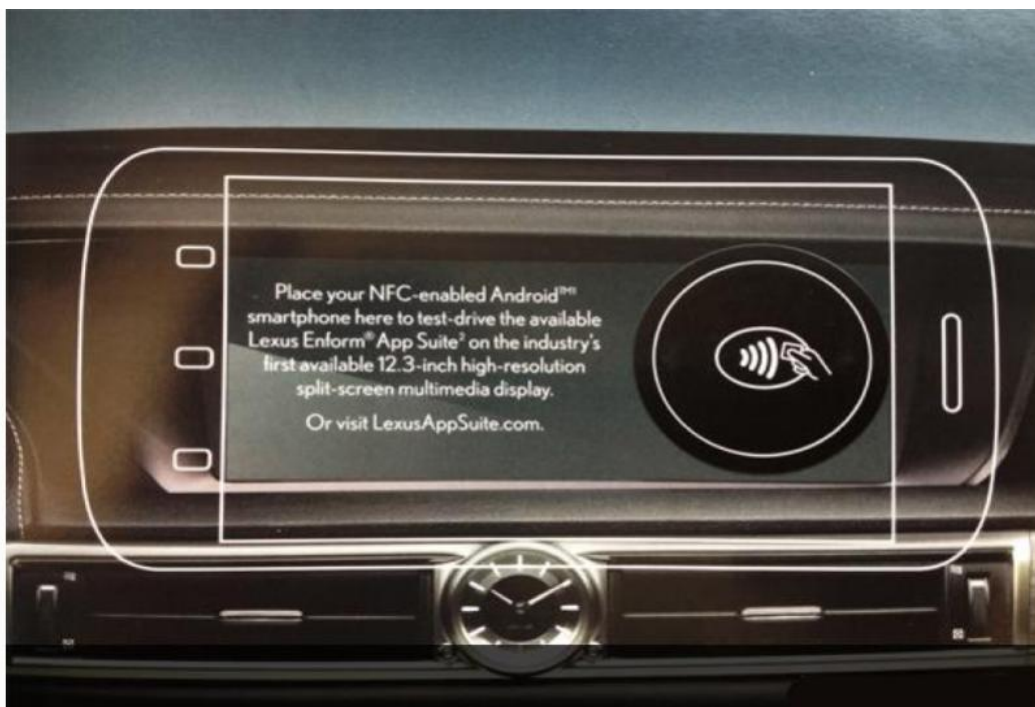 Place your NFC-enabled Android™1
smartphone here to test-drive the available
Lexus Enform® App Suite² on the industry's
first available 12.3-inch high-resolution
split-screen multimedia display.
Or visit LexusAppSuite.com.